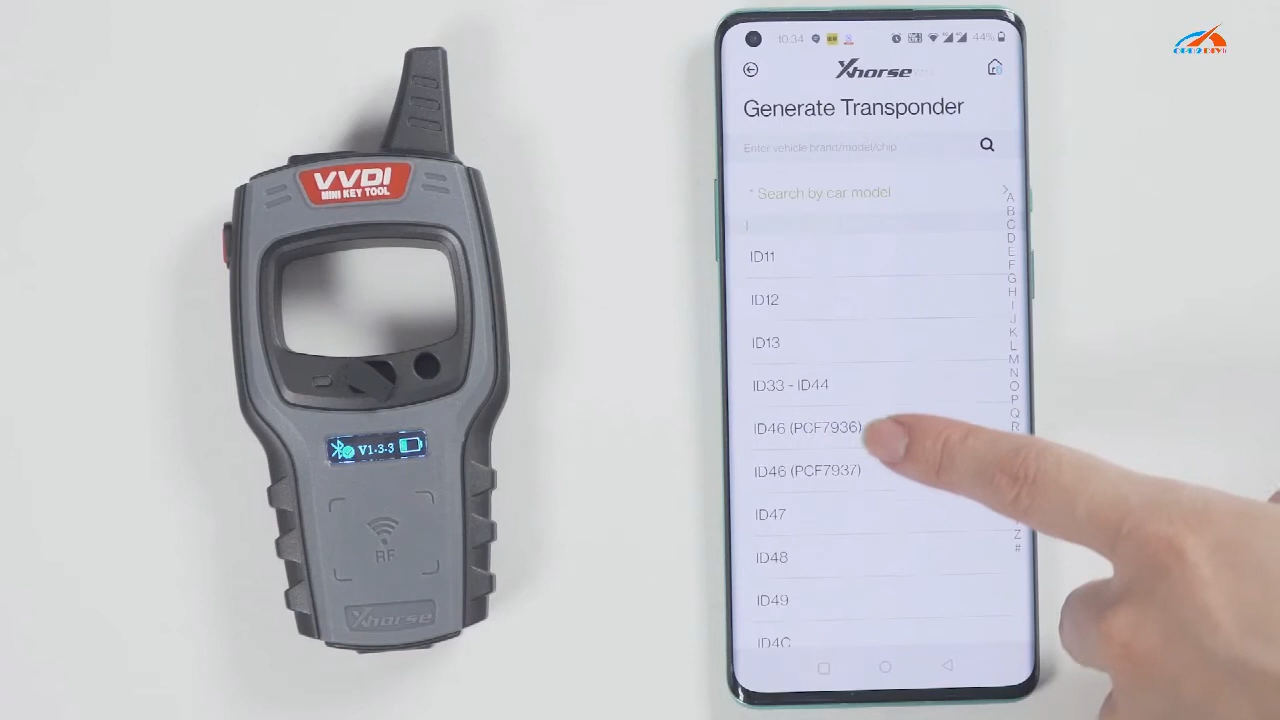 VVDI
MINI KEY TOOL
V1.3.3
RF
Xhorse
10:34
44%
Xhorse
Generate Transponder
Enter vehicle brand/model/chip
* Search by car model
I
ID11
ID12
ID13
ID33 - ID44
ID46 (PCF7936)
ID46 (PCF7937)
ID47
ID48
ID49
ID4C
A
B
C
D
E
F
G
H
I
J
K
L
M
N
O
P
Q
R
Z
#